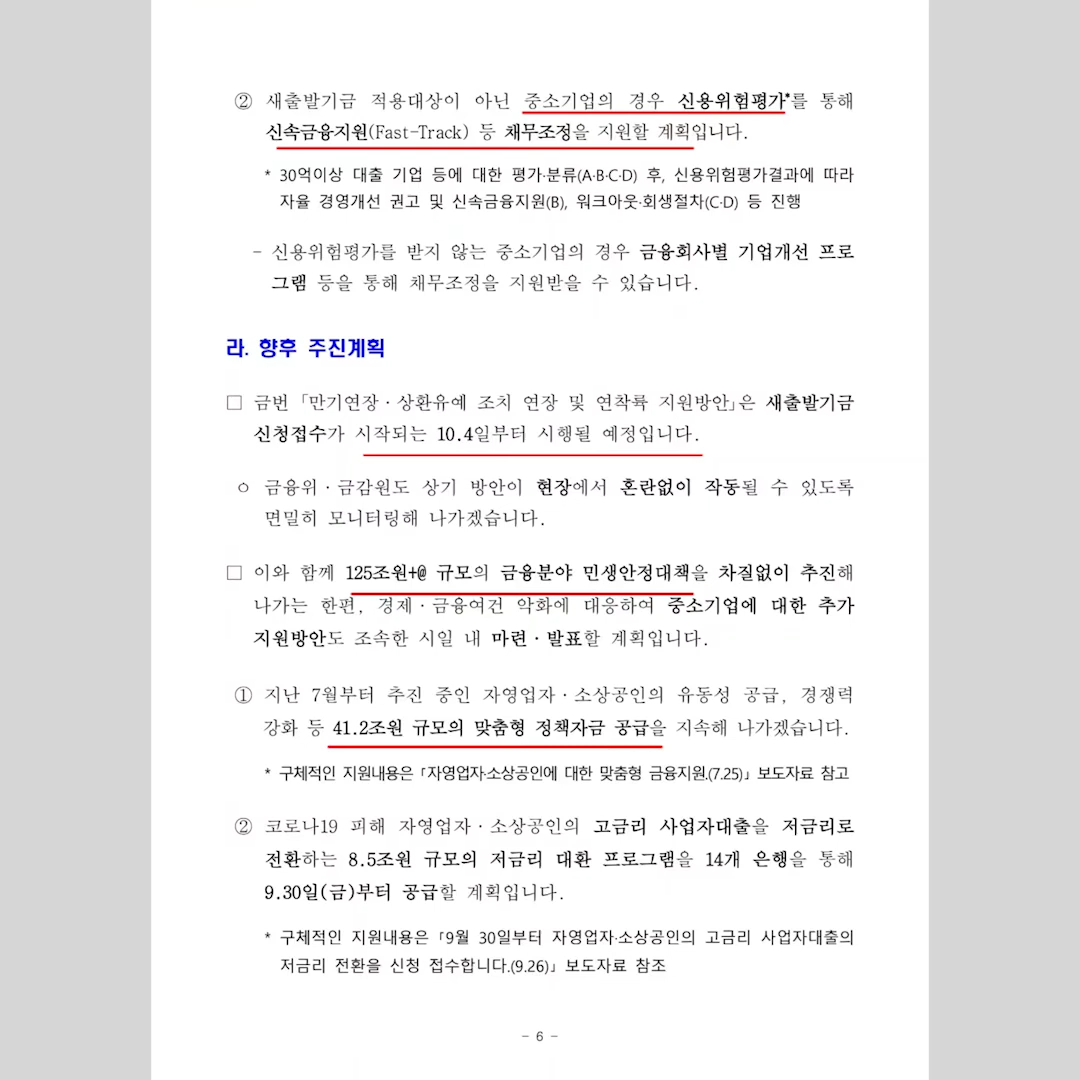 ② 새출발기금 적용대상이 아닌 중소기업의 경우 신용위험평가*를 통해
신속금융지원(Fast-Track) 등 채무조정을 지원할 계획입니다.
* 30억이상 대출 기업 등에 대한 평가·분류(A·B·C·D) 후, 신용위험평가결과에 따라
자율 경영개선 권고 및 신속금융지원(B), 워크아웃·회생절차(C·D) 등 진행
- 신용위험평가를 받지 않는 중소기업의 경우 금융회사별 기업개선 프로
그램 등을 통해 채무조정을 지원받을 수 있습니다.
라. 향후 추진계획
□ 금번 「만기연장·상환유예 조치 연장 및 연착륙 지원방안」은 새출발기금
신청접수가 시작되는 10.4일부터 시행될 예정입니다.
ㅇ 금융위·금감원도 상기 방안이 현장에서 혼란없이 작동될 수 있도록
면밀히 모니터링해 나가겠습니다.
□ 이와 함께 125조원+@ 규모의 금융분야 민생안정대책을 차질없이 추진해
나가는 한편, 경제·금융여건 악화에 대응하여 중소기업에 대한 추가
지원방안도 조속한 시일 내 마련·발표할 계획입니다.
① 지난 7월부터 추진 중인 자영업자·소상공인의 유동성 공급, 경쟁력
강화 등 41.2조원 규모의 맞춤형 정책자금 공급을 지속해 나가겠습니다.
* 구체적인 지원내용은 「자영업자·소상공인에 대한 맞춤형 금융지원.(7.25)」 보도자료 참고
② 코로나19 피해 자영업자·소상공인의 고금리 사업자대출을 저금리로
전환하는 8.5조원 규모의 저금리 대환 프로그램을 14개 은행을 통해
9.30일(금)부터 공급할 계획입니다.
* 구체적인 지원내용은 「9월 30일부터 자영업자·소상공인의 고금리 사업자대출의
저금리 전환을 신청 접수합니다.(9.26)」 보도자료 참조
- 6 -